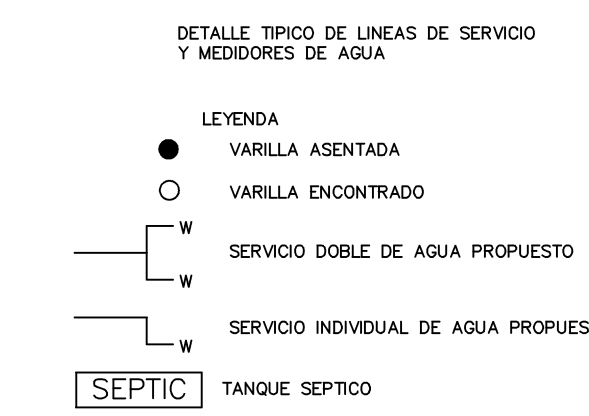 DETALLE TIPICO DE LINEAS DE SERVICIO
Y MEDIDORES DE AGUA
LEYENDA
VARILLA ASENTADA
VARILLA ENCONTRADO
W
SERVICIO DOBLE DE AGUA PROPUESTO
W
SERVICIO INDIVIDUAL DE AGUA PROPUES
W
SEPTIC TANQUE SEPTICO